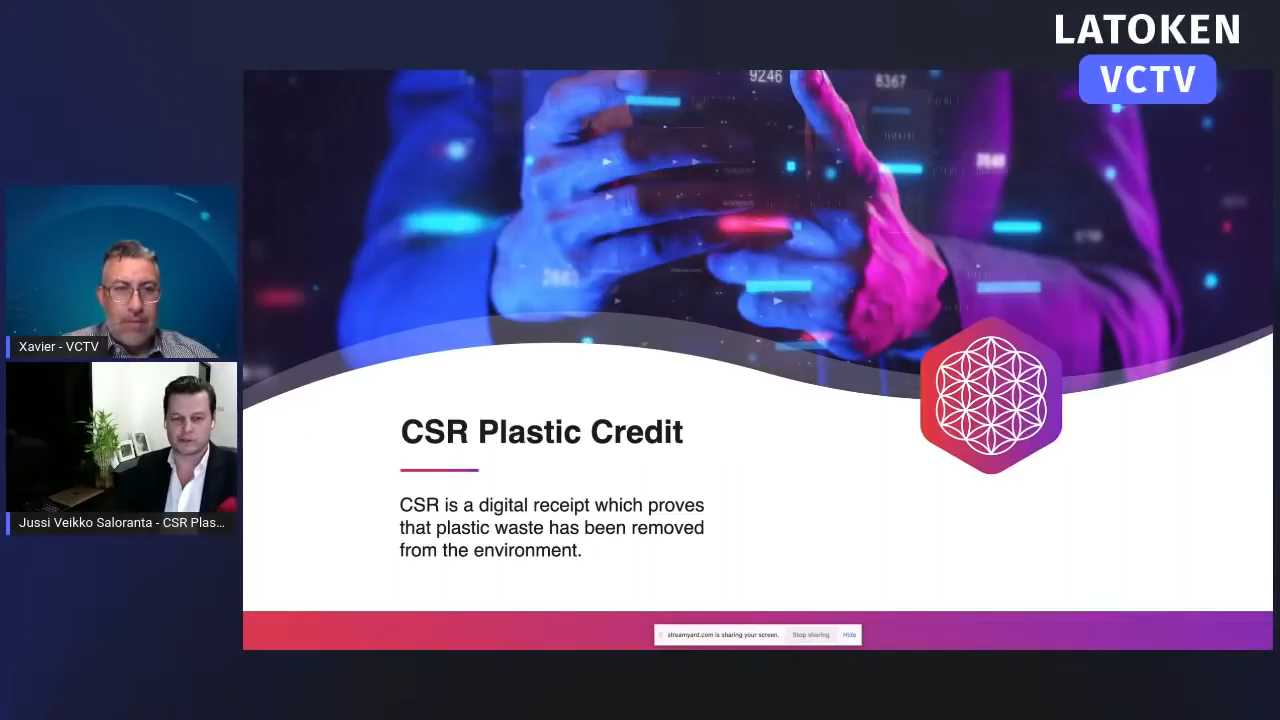 LATOKEN
VCTV
9246
8367
Xavier - VCTV
Jussi Veikko Saloranta - CSR Plas...
CSR Plastic Credit
CSR is a digital receipt which proves
that plastic waste has been removed
from the environment.
streamyard.com is sharing your screen.
Stop sharing
Hide